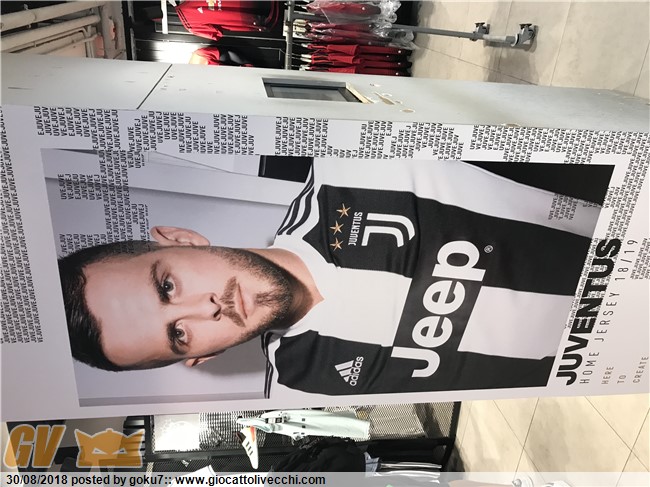 JUVENTUS
Jeep®
adidas
JUVENTUS
HOME JERSEY 18/19
HERE
TO
CREATE
GV
30/08/2018 posted by goku7:: www.giocattolivecchi.com